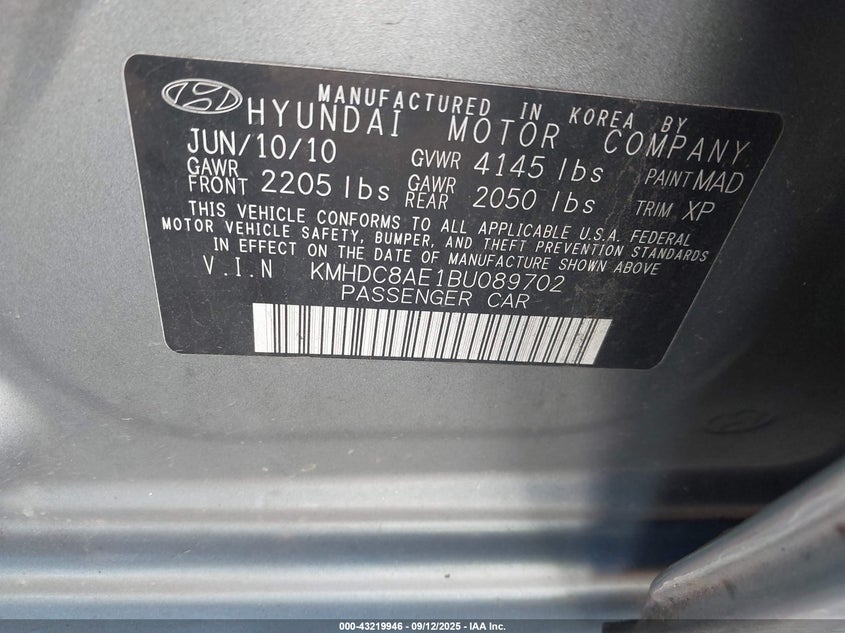 MANUFACTURED IN KOREA BY
HYUNDAI MOTOR COMPANY
JUN/10/10 GVWR 4145 lbs PAINT MAD
GAWR FRONT 2205 lbs GAWR REAR 2050 lbs TRIM XP
THIS VEHICLE CONFORMS TO ALL APPLICABLE U.S.A. FEDERAL
MOTOR VEHICLE SAFETY, BUMPER, AND THEFT PREVENTION STANDARDS
IN EFFECT ON THE DATE OF MANUFACTURE SHOWN ABOVE
V.I.N KMHDC8AE1BU089702
PASSENGER CAR
000-43219946 - 09/12/2025 - IAA Inc.